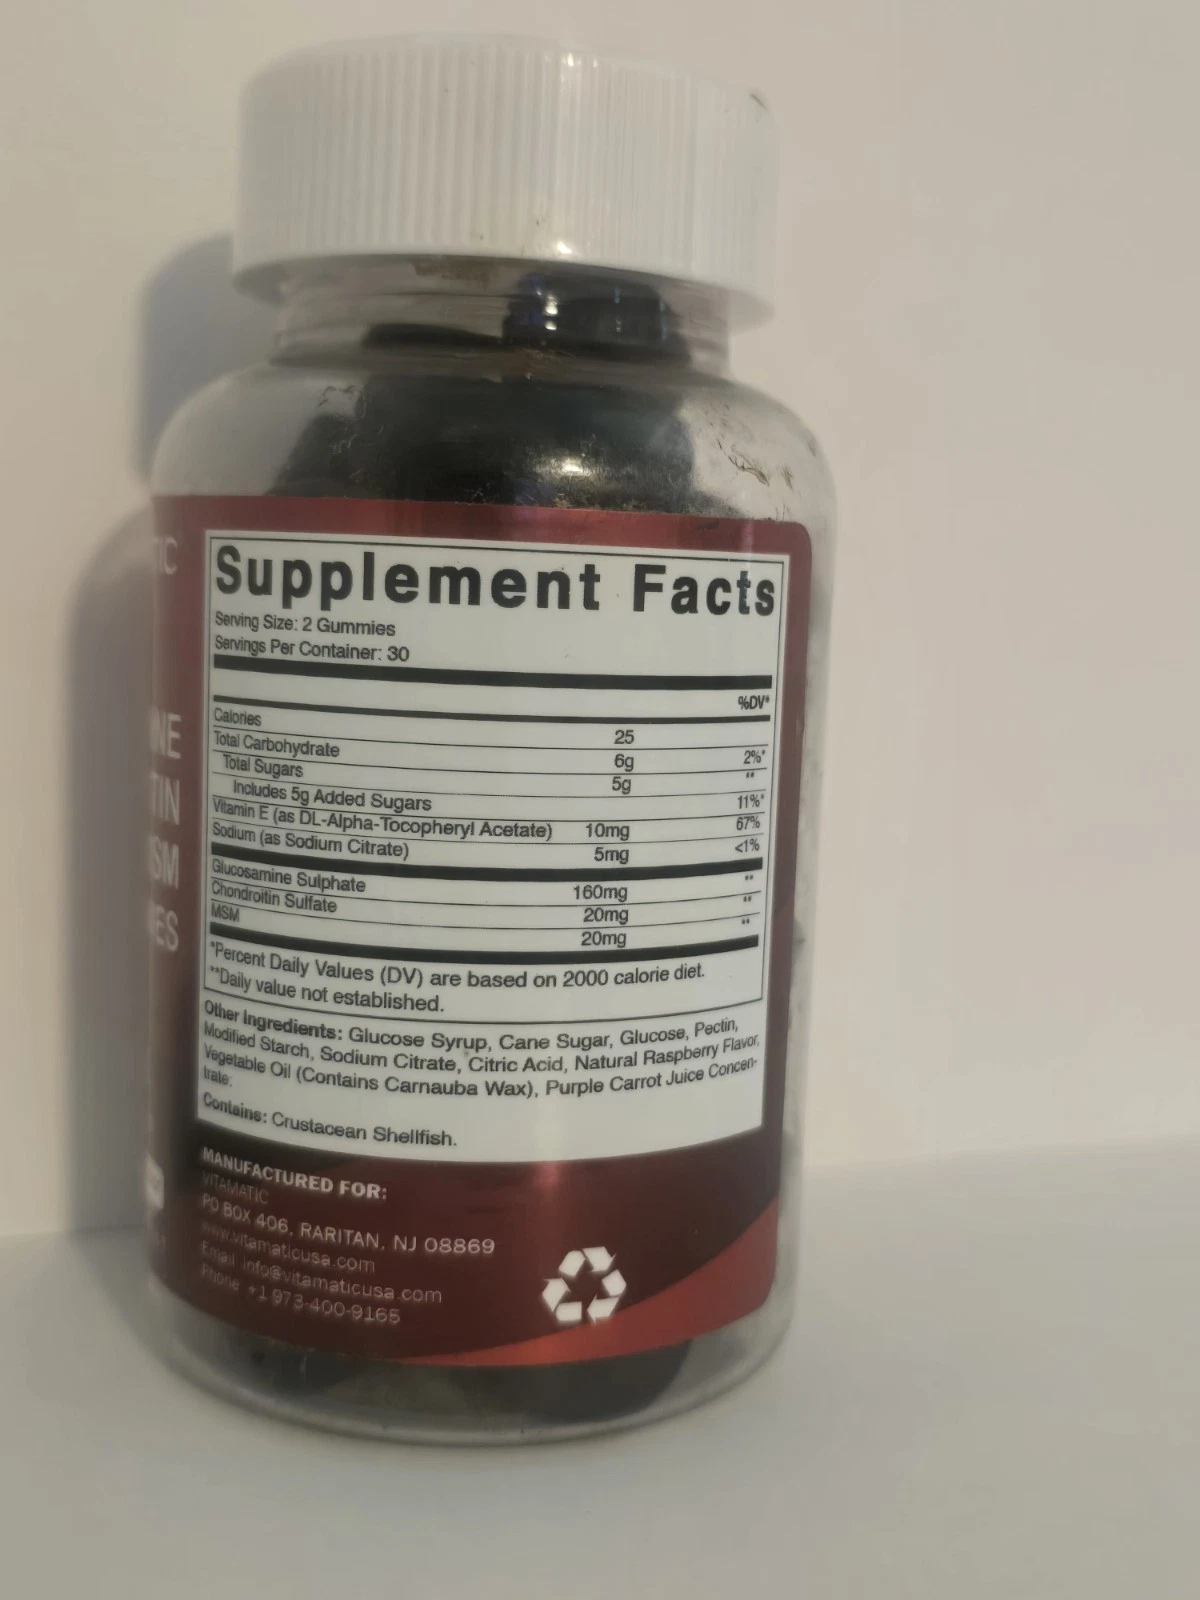 TIC
Supplement Facts
Serving Size: 2 Gummies
Servings Per Container: 30
%DV*
Calories 25
Total Carbohydrate 6g 2%*
Total Sugars 5g **
Includes 5g Added Sugars 11%*
Vitamin E (as DL-Alpha-Tocopheryl Acetate) 10mg 67%
Sodium (as Sodium Citrate) 5mg <1%
Glucosamine Sulphate 160mg **
Chondroitin Sulfate 20mg **
MSM 20mg **
*Percent Daily Values (DV) are based on 2000 calorie diet.
**Daily value not established.
Other Ingredients: Glucose Syrup, Cane Sugar, Glucose, Pectin,
Modified Starch, Sodium Citrate, Citric Acid, Natural Raspberry Flavor,
Vegetable Oil (Contains Carnauba Wax), Purple Carrot Juice Concen-
trate;
Contains: Crustacean Shellfish.
MANUFACTURED FOR:
VITAMATIC
PO BOX 406, RARITAN, NJ 08869
www.vitamaticusa.com
Email info@vitamaticusa.com
Phone +1 973-400-9165
NE
TIN
SM
ES